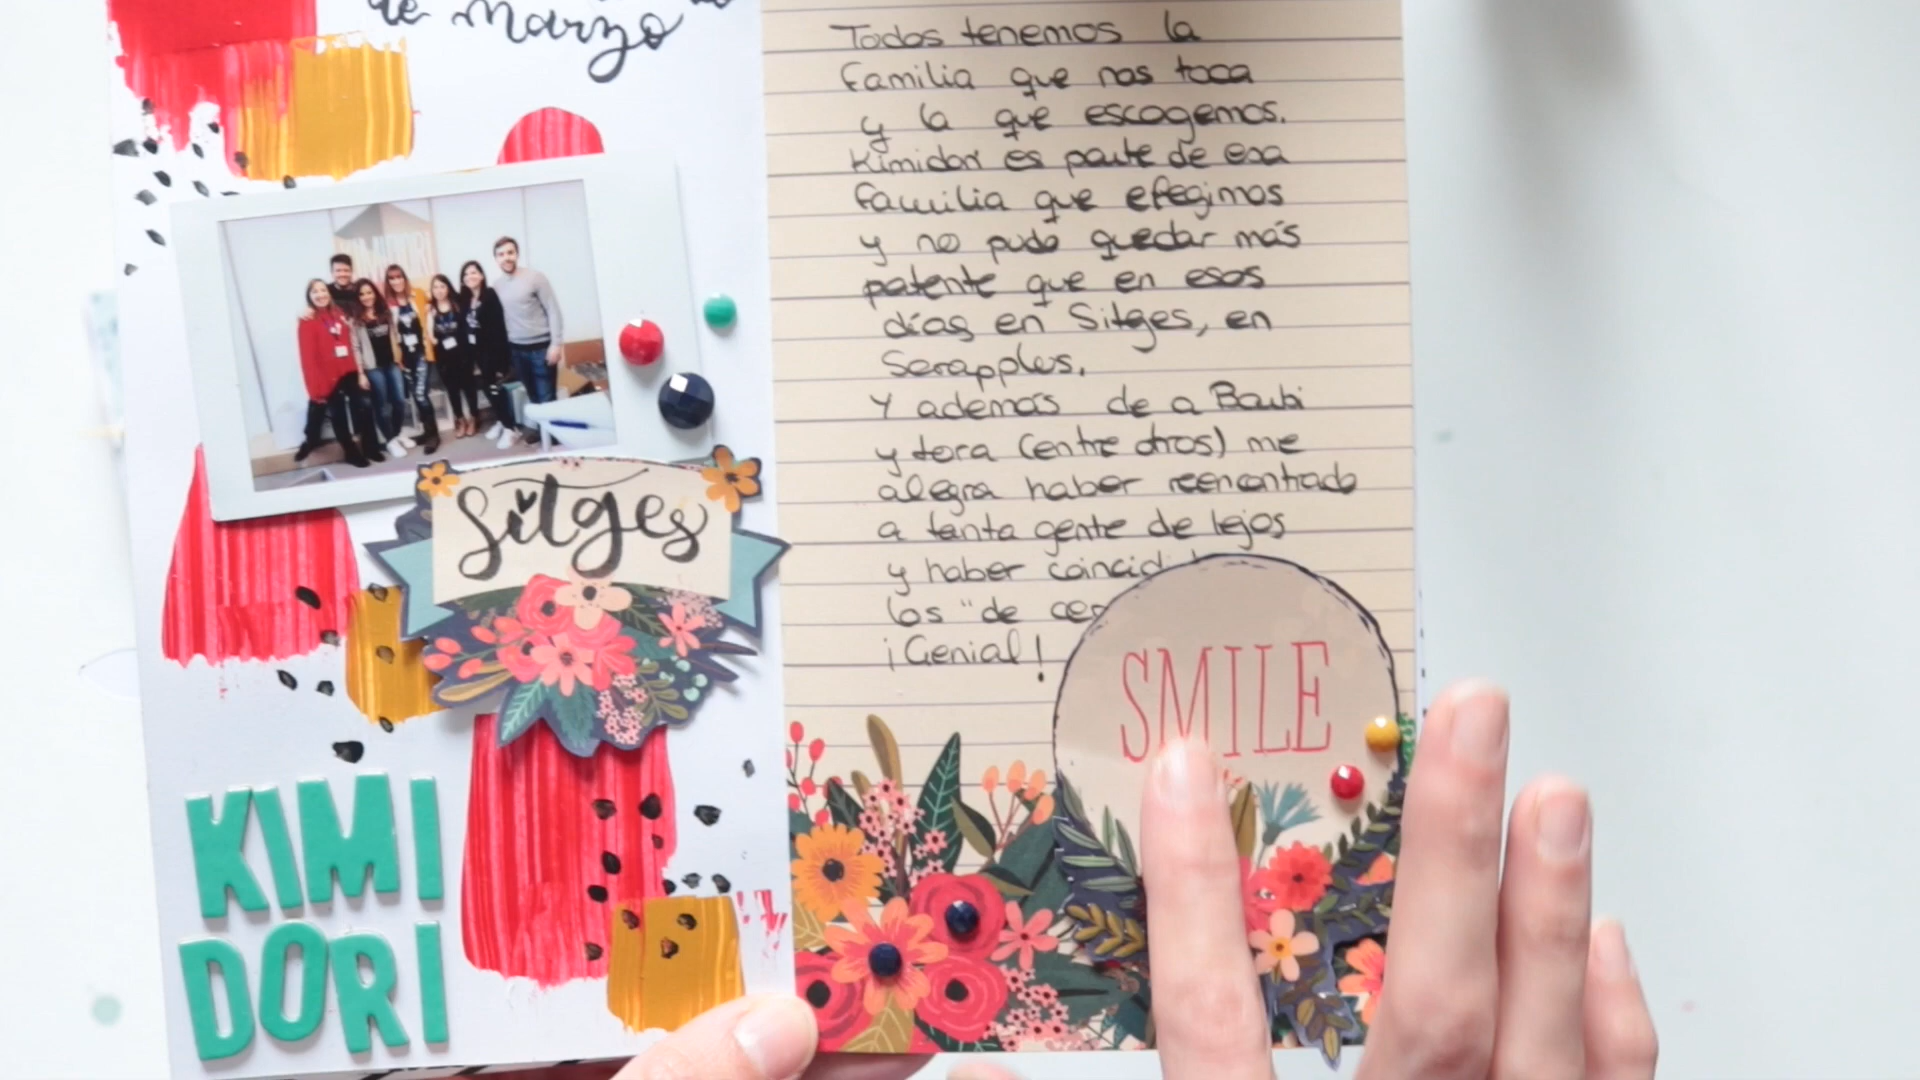 de Marzo
KIMIDORI
Sitges
KIMI
DORI
Todos tenemos la
familia que nos toca
y la que escogemos.
Kimidori es parte de esa
familia que elegimos
y no pudo quedar más
patente que en esos
días en Sitges, en
Scrapples.
Y además de a Barbi
y (entre otros) me
alegra haber reencontrado
a tanta gente de lejos
y haber
los "de
¡Genial!
SMILE